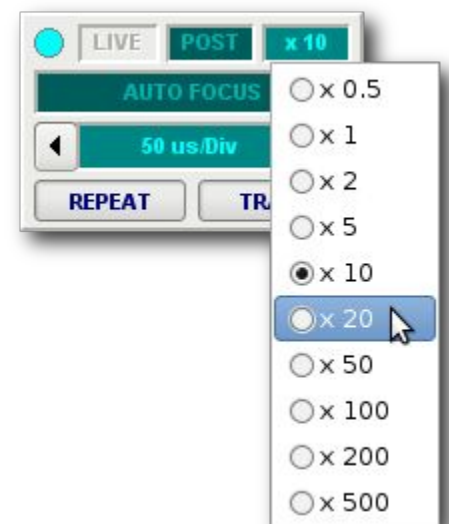 LIVE POST x 10
AUTO FOCUS
50 us/Div
REPEAT
x 0.5
x 1
x 2
x 5
x 10
x 20
x 50
x 100
x 200
x 500